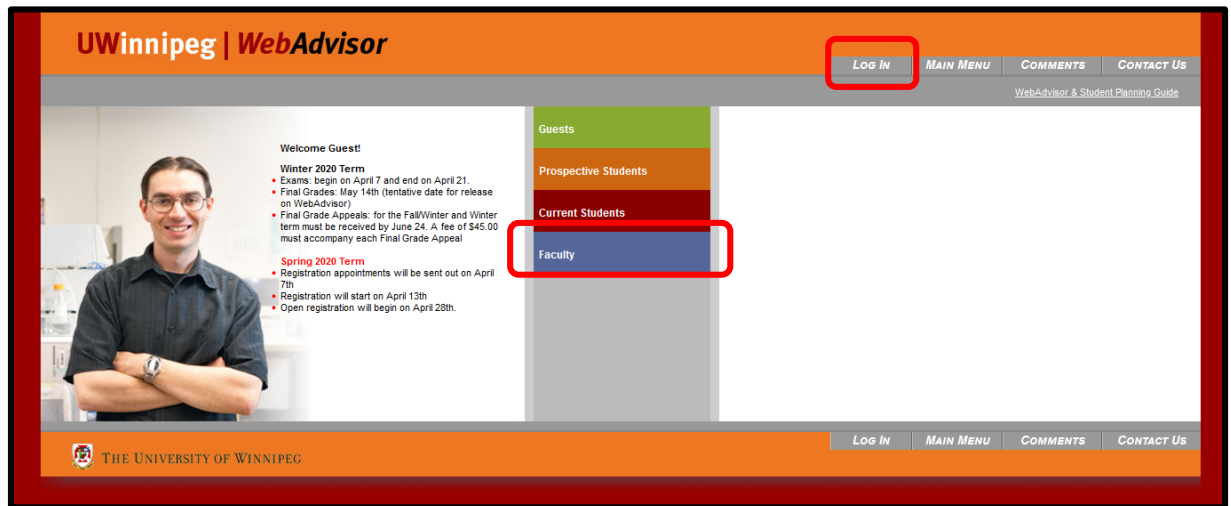 UWinnipeg | WebAdvisor
LOG IN MAIN MENU COMMENTS CONTACT US
WebAdvisor & Student Planning Guide
Welcome Guest!
Winter 2020 Term
• Exams: begin on April 7 and end on April 21.
• Final Grades: May 14th (tentative date for release
on WebAdvisor)
• Final Grade Appeals: for the Fall/Winter and Winter
term must be received by June 24. A fee of $45.00
must accompany each Final Grade Appeal
Spring 2020 Term
• Registration appointments will be sent out on April
7th
• Registration will start on April 13th
• Open registration will begin on April 28th.
Guests
Prospective Students
Current Students
Faculty
LOG IN MAIN MENU COMMENTS CONTACT US
THE UNIVERSITY OF WINNIPEG